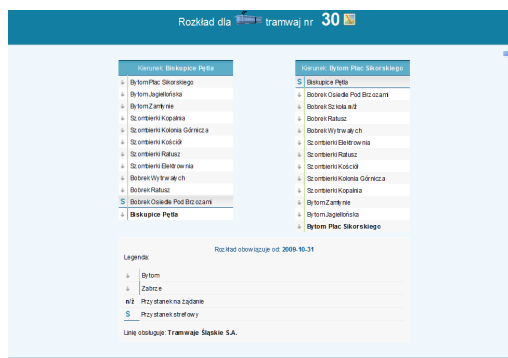 Rozkład dla tramwaj nr 30
Kierunek: Biskupice Pętla
Bytom Plac Sikorskiego
Bytom Jagiellońska
Bytom Zamłynie
Szombierki Kopalnia
Szombierki Kolonia Górnicza
Szombierki Kościół
Szombierki Ratusz
Szombierki Elektrownia
Bobrek Wytrwałych
Bobrek Ratusz
S Bobrek Osiedle Pod Brzozami
Biskupice Pętla
Kierunek: Bytom Plac Sikorskiego
S Biskupice Pętla
Bobrek Osiedle Pod Brzozami
Bobrek Szkoła n/ż
Bobrek Ratusz
Bobrek Wytrwałych
Szombierki Elektrownia
Szombierki Ratusz
Szombierki Kościół
Szombierki Kolonia Górnicza
Szombierki Kopalnia
Bytom Zamłynie
Bytom Jagiellońska
Bytom Plac Sikorskiego
Rozkład obowiązuje od: 2009-10-31
Legenda:
Bytom
Zabrze
n/ż Przystanek na żądanie
S Przystanek strefowy
Linię obsługuje: Tramwaje Śląskie S.A.